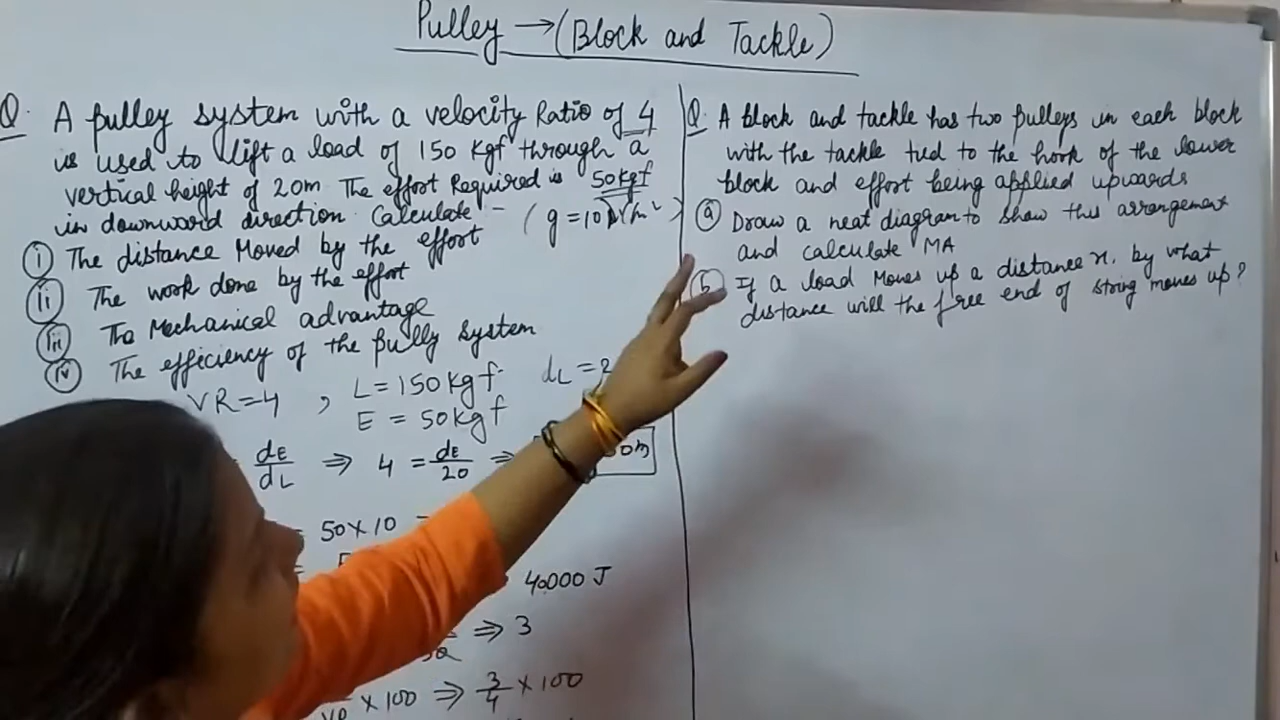 Pulley → (Block and Tackle)
Q. A pulley system with a velocity Ratio of 4
is used to lift a load of 150 Kgf through a
vertical height of 20m. The effort Required is 50kgf
in downward direction. Calculate - (g = 10 N/m²)
i The distance Moved by the effort
ii The work done by the effort
iii The Mechanical advantage
iv The efficiency of the pully system
VR = 4 , L = 150 Kgf dL = 2
E = 50 Kgf
= dE/dL ⇒ 4 = dE/20 ⇒ 0m
= 50 × 10 =
=
40000 J
⇒ 3
× 100 ⇒ 3/4 × 100
Q A block and tackle has two pulleys in each block
with the tackle tied to the hook of the lower
block and effort being applied upwards
a Draw a neat diagram to show this arrangement
and calculate MA
b If a load Moves up a distance x, by what
distance will the free end of string moves up?